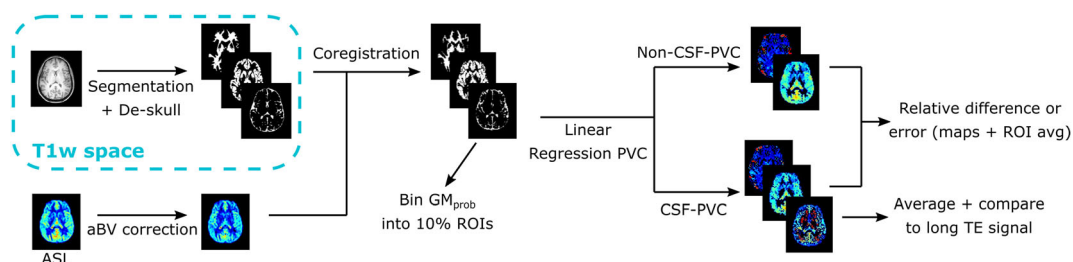 Segmentation
+ De-skull
T1w space
ASL
aBV correction
Coregistration
Bin GMprob
into 10% ROIs
Linear
Regression PVC
Non-CSF-PVC
CSF-PVC
Relative difference or
error (maps + ROI avg)
Average + compare
to long TE signal